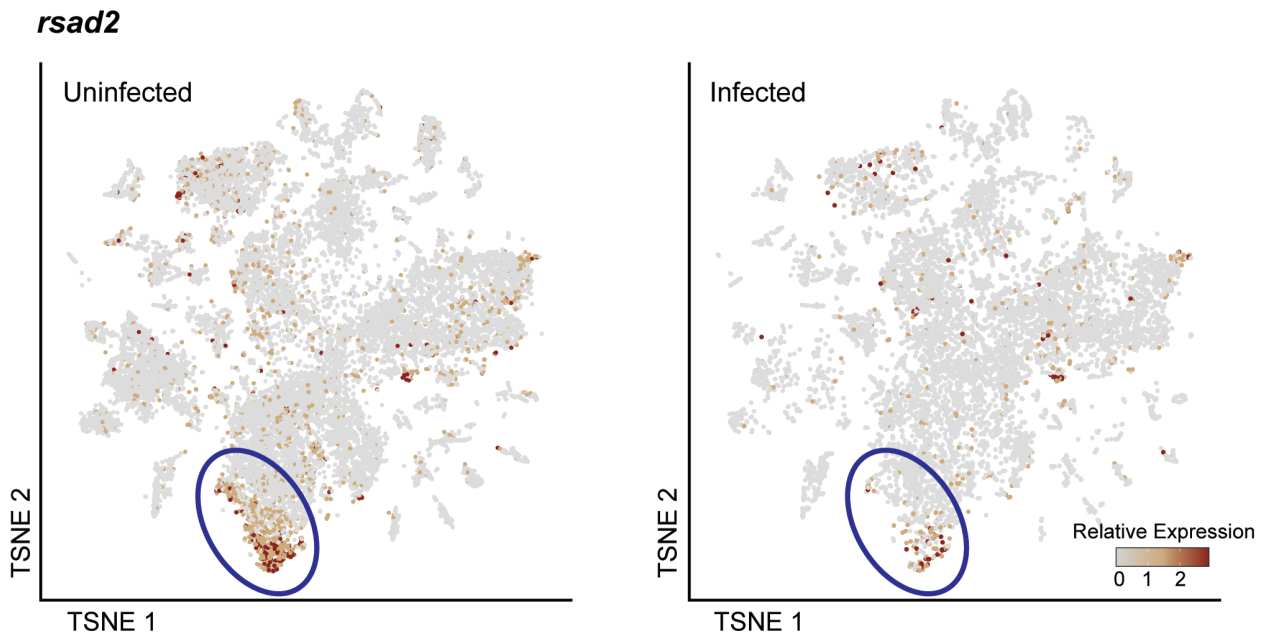 rsad2
Uninfected
Infected
TSNE 2
TSNE 1
TSNE 2
TSNE 1
Relative Expression
0 1 2